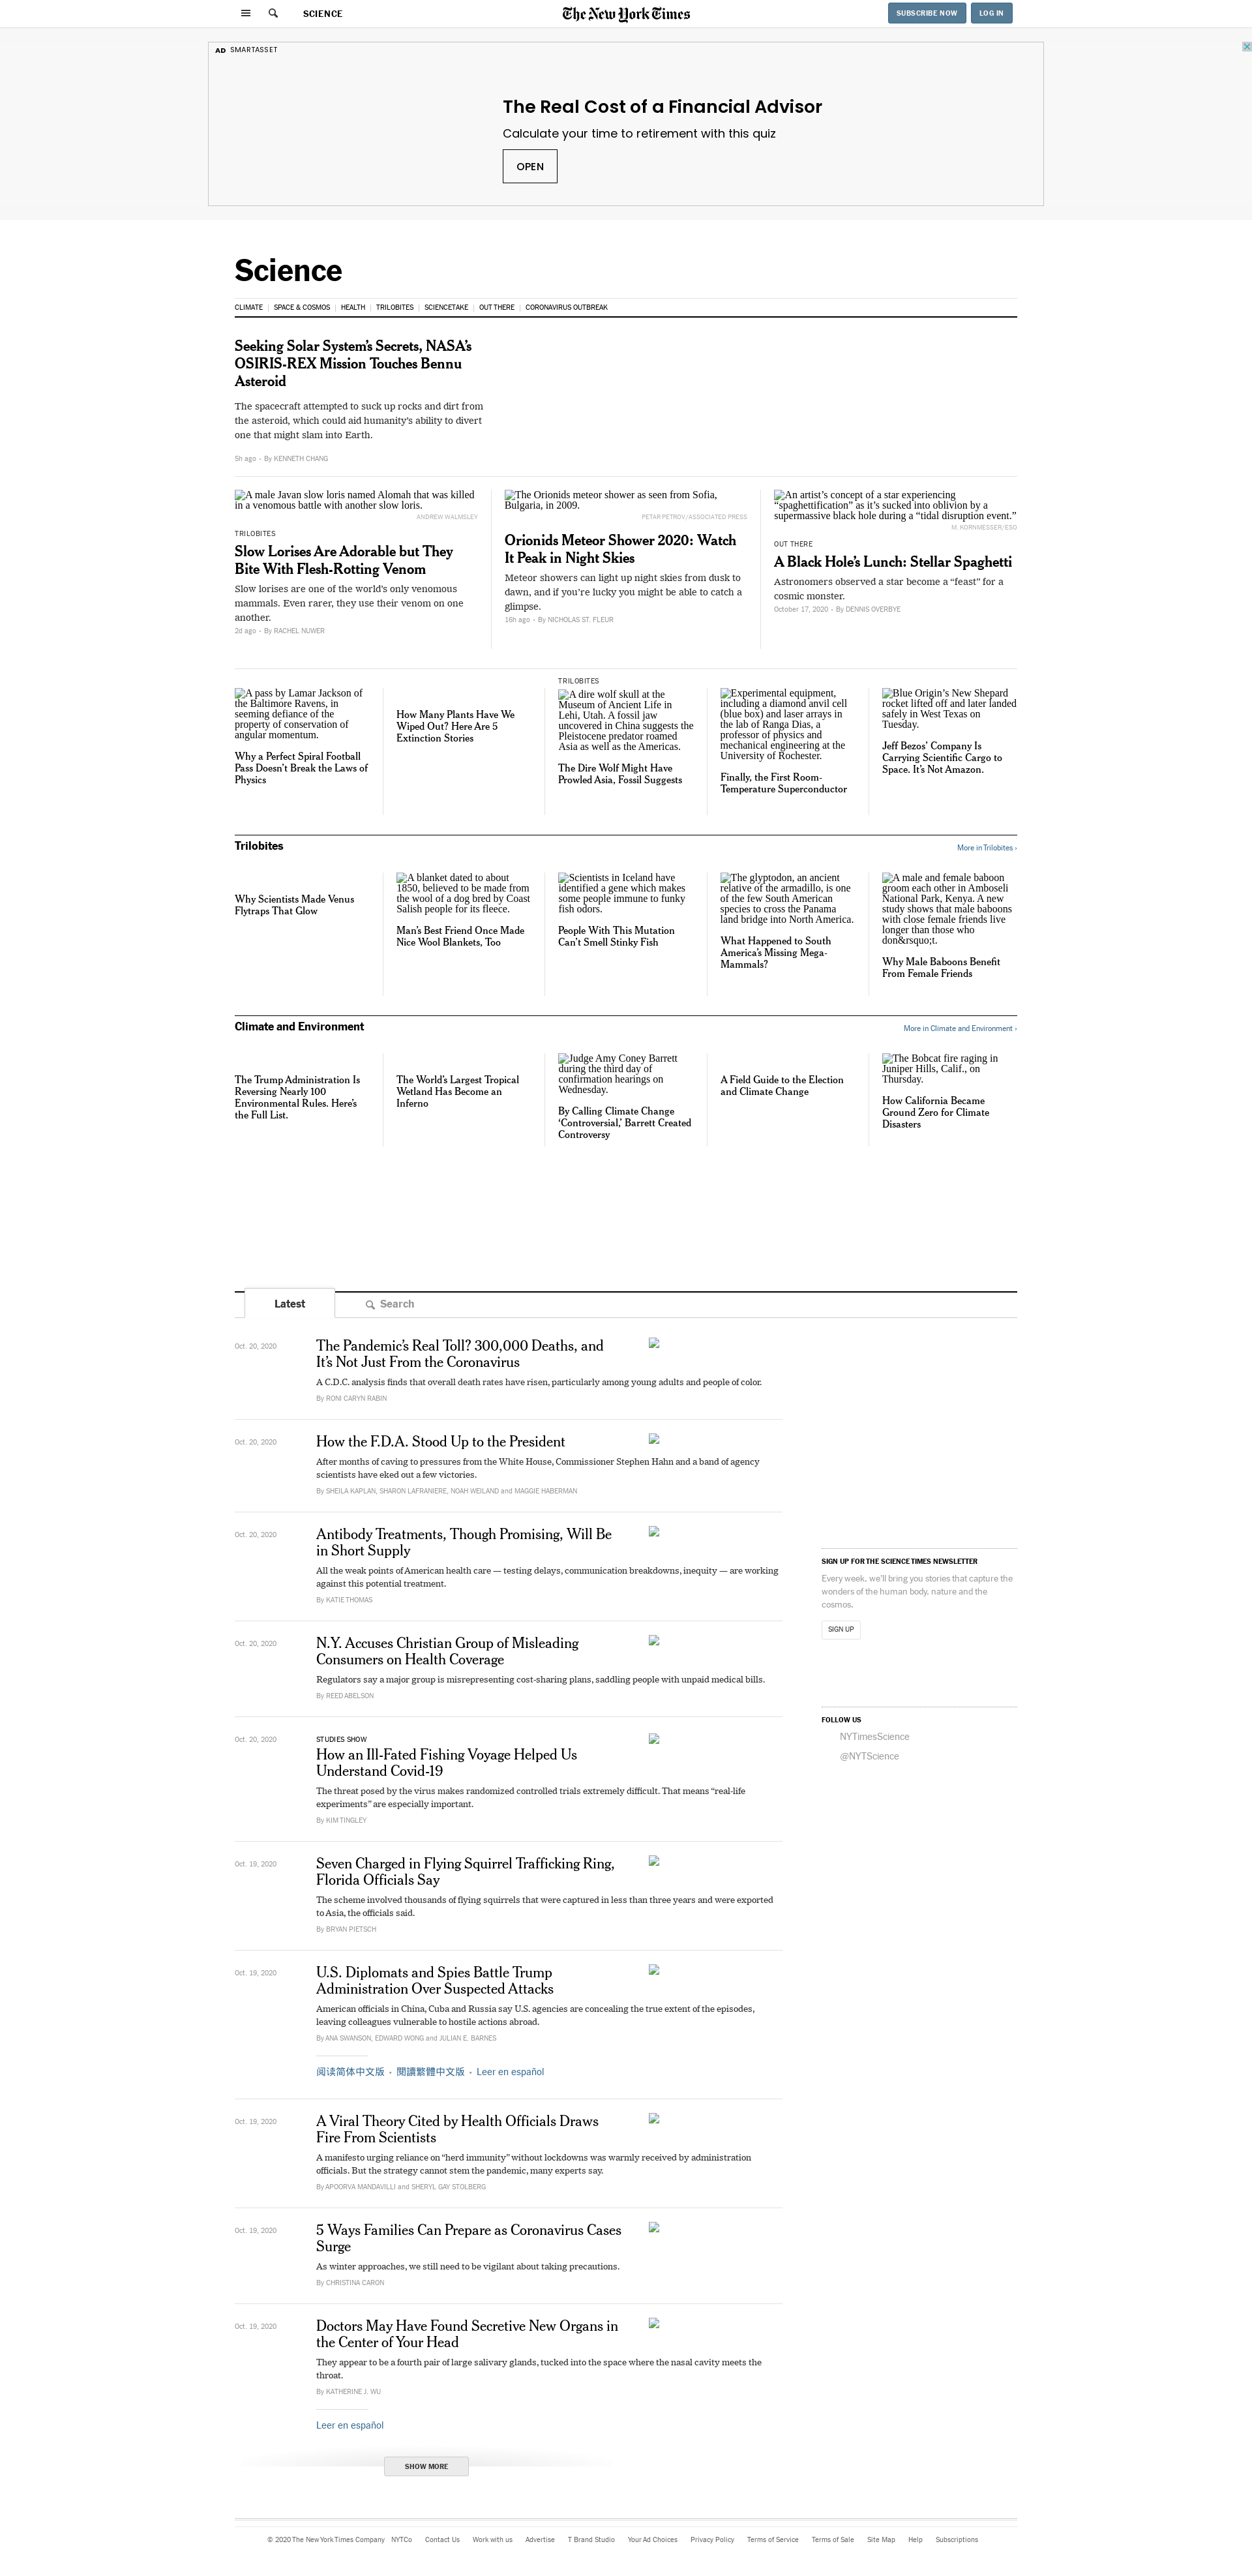 SCIENCE
The New York Times
SUBSCRIBE NOW
LOG IN
AD SMARTASSET
The Real Cost of a Financial Advisor
Calculate your time to retirement with this quiz
OPEN
Science
CLIMATE | SPACE & COSMOS | HEALTH | TRILOBITES | SCIENCETAKE | OUT THERE | CORONAVIRUS OUTBREAK
Seeking Solar System’s Secrets, NASA’s
OSIRIS-REX Mission Touches Bennu
Asteroid
The spacecraft attempted to suck up rocks and dirt from
the asteroid, which could aid humanity’s ability to divert
one that might slam into Earth.
5h ago • By KENNETH CHANG
A male Javan slow loris named Alomah that was killed
in a venomous battle with another slow loris.
ANDREW WALMSLEY
TRILOBITES
Slow Lorises Are Adorable but They
Bite With Flesh-Rotting Venom
Slow lorises are one of the world’s only venomous
mammals. Even rarer, they use their venom on one
another.
2d ago • By RACHEL NUWER
The Orionids meteor shower as seen from Sofia,
Bulgaria, in 2009.
PETAR PETROV/ASSOCIATED PRESS
Orionids Meteor Shower 2020: Watch
It Peak in Night Skies
Meteor showers can light up night skies from dusk to
dawn, and if you’re lucky you might be able to catch a
glimpse.
16h ago • By NICHOLAS ST. FLEUR
An artist’s concept of a star experiencing
“spaghettification” as it’s sucked into oblivion by a
supermassive black hole during a “tidal disruption event.”
M. KORNMESSER/ESO
OUT THERE
A Black Hole’s Lunch: Stellar Spaghetti
Astronomers observed a star become a “feast” for a
cosmic monster.
October 17, 2020 • By DENNIS OVERBYE
A pass by Lamar Jackson of
the Baltimore Ravens, in
seeming defiance of the
property of conservation of
angular momentum.
Why a Perfect Spiral Football
Pass Doesn’t Break the Laws of
Physics
How Many Plants Have We
Wiped Out? Here Are 5
Extinction Stories
TRILOBITES
A dire wolf skull at the
Museum of Ancient Life in
Lehi, Utah. A fossil jaw
uncovered in China suggests the
Pleistocene predator roamed
Asia as well as the Americas.
The Dire Wolf Might Have
Prowled Asia, Fossil Suggests
Experimental equipment,
including a diamond anvil cell
(blue box) and laser arrays in
the lab of Ranga Dias, a
professor of physics and
mechanical engineering at the
University of Rochester.
Finally, the First Room-
Temperature Superconductor
Blue Origin’s New Shepard
rocket lifted off and later landed
safely in West Texas on
Tuesday.
Jeff Bezos’ Company Is
Carrying Scientific Cargo to
Space. It’s Not Amazon.
Trilobites
More in Trilobites ›
Why Scientists Made Venus
Flytraps That Glow
A blanket dated to about
1850, believed to be made from
the wool of a dog bred by Coast
Salish people for its fleece.
Man’s Best Friend Once Made
Nice Wool Blankets, Too
Scientists in Iceland have
identified a gene which makes
some people immune to funky
fish odors.
People With This Mutation
Can’t Smell Stinky Fish
The glyptodon, an ancient
relative of the armadillo, is one
of the few South American
species to cross the Panama
land bridge into North America.
What Happened to South
America’s Missing Mega-
Mammals?
A male and female baboon
groom each other in Amboseli
National Park, Kenya. A new
study shows that male baboons
with close female friends live
longer than those who
don&rsquo;t.
Why Male Baboons Benefit
From Female Friends
Climate and Environment
More in Climate and Environment ›
The Trump Administration Is
Reversing Nearly 100
Environmental Rules. Here’s
the Full List.
The World’s Largest Tropical
Wetland Has Become an
Inferno
Judge Amy Coney Barrett
during the third day of
confirmation hearings on
Wednesday.
By Calling Climate Change
‘Controversial,’ Barrett Created
Controversy
A Field Guide to the Election
and Climate Change
The Bobcat fire raging in
Juniper Hills, Calif., on
Thursday.
How California Became
Ground Zero for Climate
Disasters
Latest
Search
Oct. 20, 2020
The Pandemic’s Real Toll? 300,000 Deaths, and
It’s Not Just From the Coronavirus
A C.D.C. analysis finds that overall death rates have risen, particularly among young adults and people of color.
By RONI CARYN RABIN
Oct. 20, 2020
How the F.D.A. Stood Up to the President
After months of caving to pressures from the White House, Commissioner Stephen Hahn and a band of agency
scientists have eked out a few victories.
By SHEILA KAPLAN, SHARON LAFRANIERE, NOAH WEILAND and MAGGIE HABERMAN
Oct. 20, 2020
Antibody Treatments, Though Promising, Will Be
in Short Supply
All the weak points of American health care — testing delays, communication breakdowns, inequity — are working
against this potential treatment.
By KATIE THOMAS
Oct. 20, 2020
N.Y. Accuses Christian Group of Misleading
Consumers on Health Coverage
Regulators say a major group is misrepresenting cost-sharing plans, saddling people with unpaid medical bills.
By REED ABELSON
Oct. 20, 2020
STUDIES SHOW
How an Ill-Fated Fishing Voyage Helped Us
Understand Covid-19
The threat posed by the virus makes randomized controlled trials extremely difficult. That means “real-life
experiments” are especially important.
By KIM TINGLEY
Oct. 19, 2020
Seven Charged in Flying Squirrel Trafficking Ring,
Florida Officials Say
The scheme involved thousands of flying squirrels that were captured in less than three years and were exported
to Asia, the officials said.
By BRYAN PIETSCH
Oct. 19, 2020
U.S. Diplomats and Spies Battle Trump
Administration Over Suspected Attacks
American officials in China, Cuba and Russia say U.S. agencies are concealing the true extent of the episodes,
leaving colleagues vulnerable to hostile actions abroad.
By ANA SWANSON, EDWARD WONG and JULIAN E. BARNES
阅读简体中文版 • 閱讀繁體中文版 • Leer en español
Oct. 19, 2020
A Viral Theory Cited by Health Officials Draws
Fire From Scientists
A manifesto urging reliance on “herd immunity” without lockdowns was warmly received by administration
officials. But the strategy cannot stem the pandemic, many experts say.
By APOORVA MANDAVILLI and SHERYL GAY STOLBERG
Oct. 19, 2020
5 Ways Families Can Prepare as Coronavirus Cases
Surge
As winter approaches, we still need to be vigilant about taking precautions.
By CHRISTINA CARON
Oct. 19, 2020
Doctors May Have Found Secretive New Organs in
the Center of Your Head
They appear to be a fourth pair of large salivary glands, tucked into the space where the nasal cavity meets the
throat.
By KATHERINE J. WU
Leer en español
SHOW MORE
SIGN UP FOR THE SCIENCE TIMES NEWSLETTER
Every week, we’ll bring you stories that capture the
wonders of the human body, nature and the
cosmos.
SIGN UP
FOLLOW US
NYTimesScience
@NYTScience
© 2020 The New York Times Company NYTCo Contact Us Work with us Advertise T Brand Studio Your Ad Choices Privacy Policy Terms of Service Terms of Sale Site Map Help Subscriptions